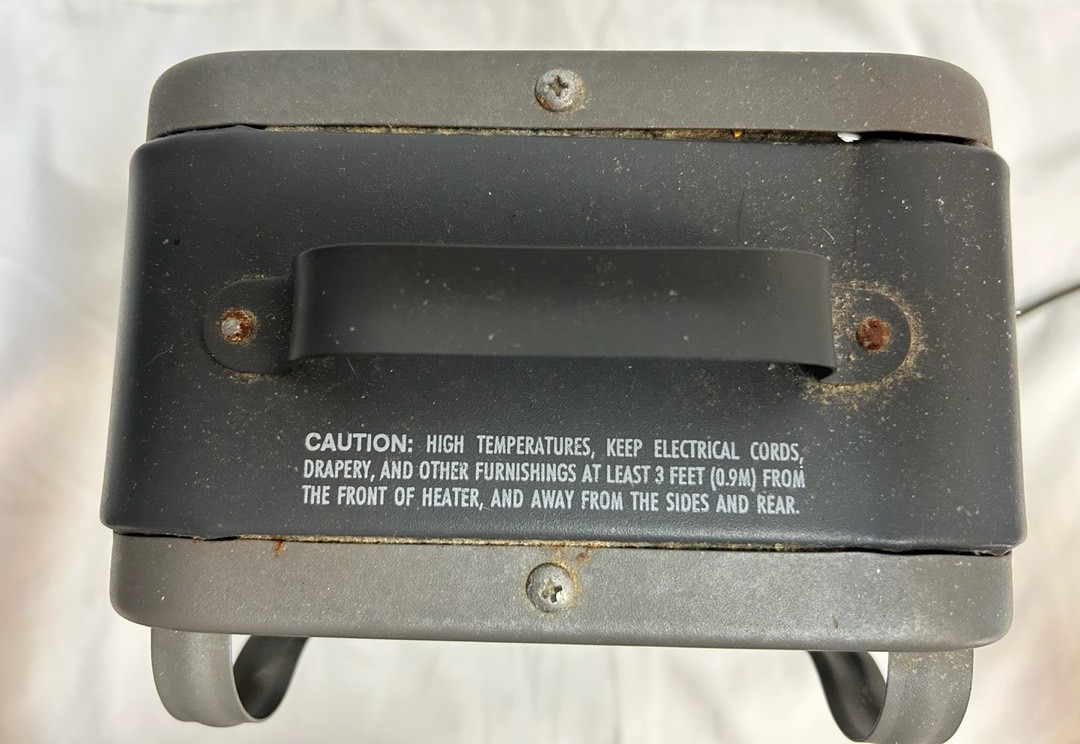 CAUTION: HIGH TEMPERATURES, KEEP ELECTRICAL CORDS,
DRAPERY, AND OTHER FURNISHINGS AT LEAST 3 FEET (0.9M) FROM
THE FRONT OF HEATER, AND AWAY FROM THE SIDES AND REAR.